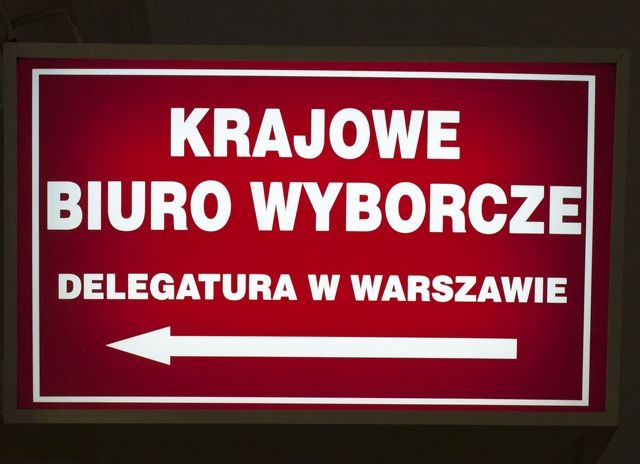 KRAJOWE
BIURO WYBORCZE
DELEGATURA W WARSZAWIE